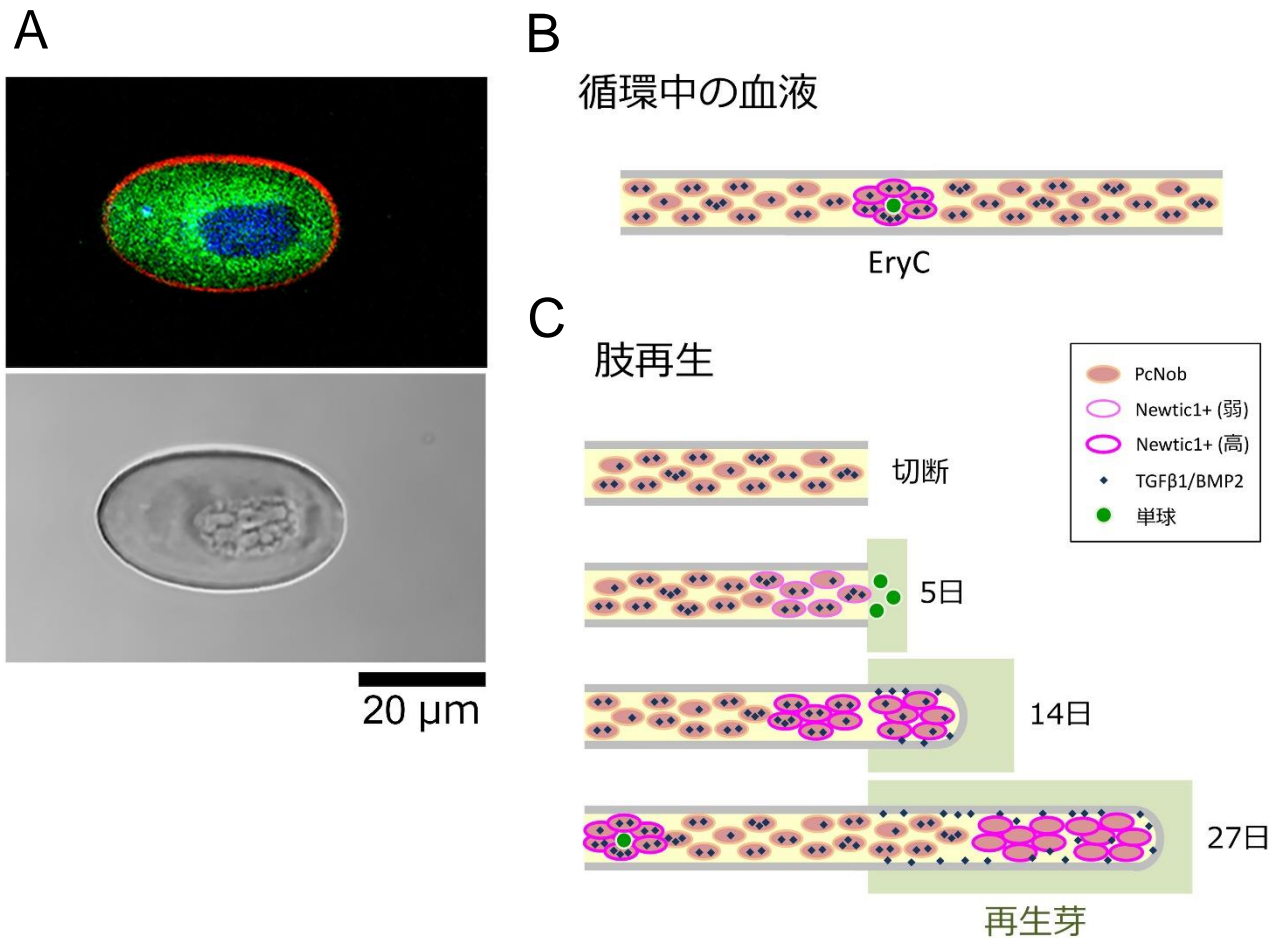 A
20 μm
B
循環中の血液
EryC
C
肢再生
PcNob
Newtic1+ (弱)
Newtic1+ (高)
TGFβ1/BMP2
単球
切断
5日
14日
27日
再生芽